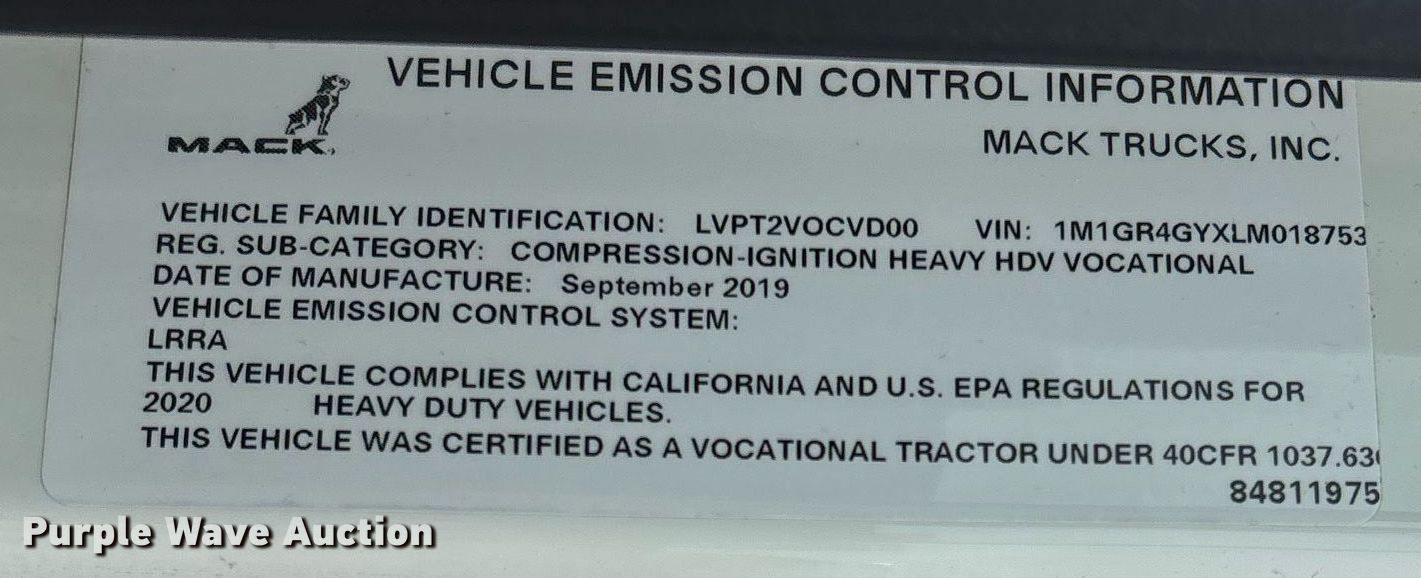 VEHICLE EMISSION CONTROL INFORMATION
MACK
MACK TRUCKS, INC.
VEHICLE FAMILY IDENTIFICATION: LVPT2VOCVD00 VIN: 1M1GR4GYXLM018753
REG. SUB-CATEGORY: COMPRESSION-IGNITION HEAVY HDV VOCATIONAL
DATE OF MANUFACTURE: September 2019
VEHICLE EMISSION CONTROL SYSTEM:
LRRA
THIS VEHICLE COMPLIES WITH CALIFORNIA AND U.S. EPA REGULATIONS FOR
2020 HEAVY DUTY VEHICLES.
THIS VEHICLE WAS CERTIFIED AS A VOCATIONAL TRACTOR UNDER 40CFR 1037.63
84811975
Purple Wave Auction